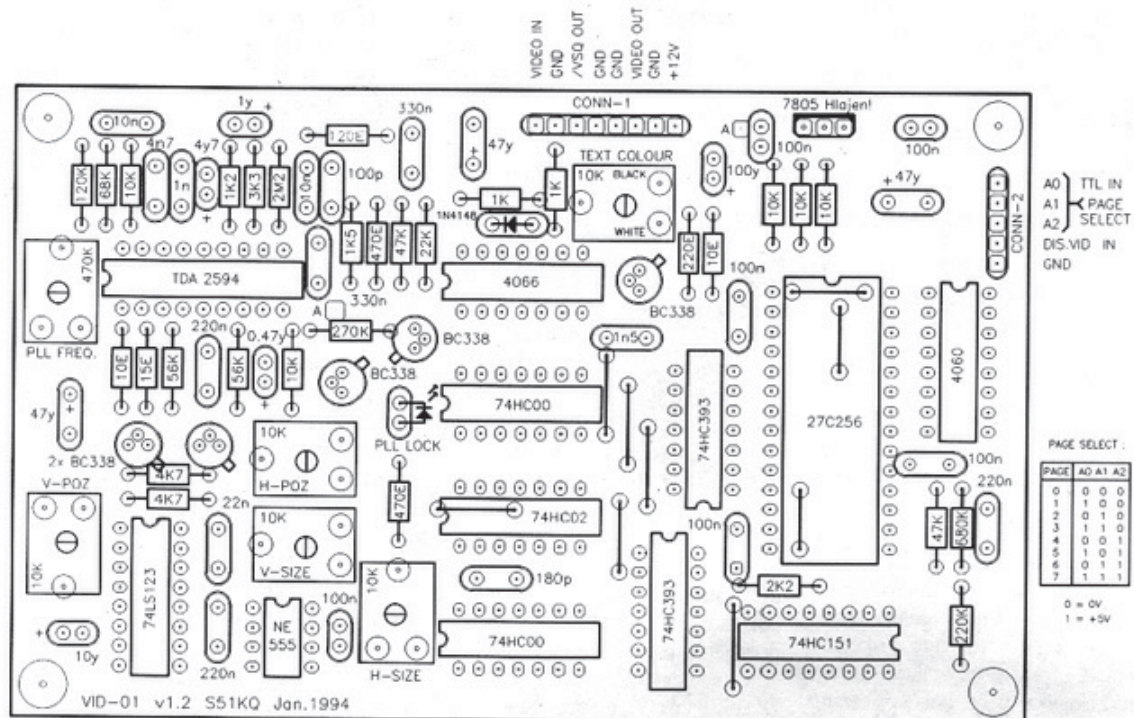 VIDEO IN
GND
/VSQ OUT
GND
GND
VIDEO OUT
GND
+12V
CONN-1
7805 Hlajen!
10n
1y +
330n
47y +
A
100n
100n
4n7
4y7
120E
100p
TEXT COLOUR
100y +
47y +
120K
68K
10K
1n
1K2
3K3
2M2
10n
1K
1K
10K
BLACK
WHITE
10K
10K
10K
CONN-2
A0
A1
A2
TTL IN
PAGE
SELECT
DIS.VID IN
GND
1N4148
1K5
470E
47K
22K
220E
10E
470K
PLL FREQ.
TDA 2594
330n
A
4066
BC338
100n
220n
0.47y
270K
BC338
1n5
10E
15E
56K
56K
10K
+
BC338
47y +
74HC00
74HC393
27C256
4060
PLL LOCK
2x BC338
4K7
4K7
10K
H-POZ
470E
100n
220n
V-POZ
10K
22n
10K
V-SIZE
74HC02
100n
47K
680K
PAGE SELECT :
PAGE A0 A1 A2
0 0 0 0
1 1 0 0
2 0 1 0
3 1 1 0
4 0 0 1
5 1 0 1
6 0 1 1
7 1 1 1
0 = 0V
1 = +5V
74LS123
100n
10K
180p
2K2
+
10y
220n
NE
555
H-SIZE
74HC00
74HC393
74HC151
220K
VID-01 v1.2 S51KQ Jan.1994